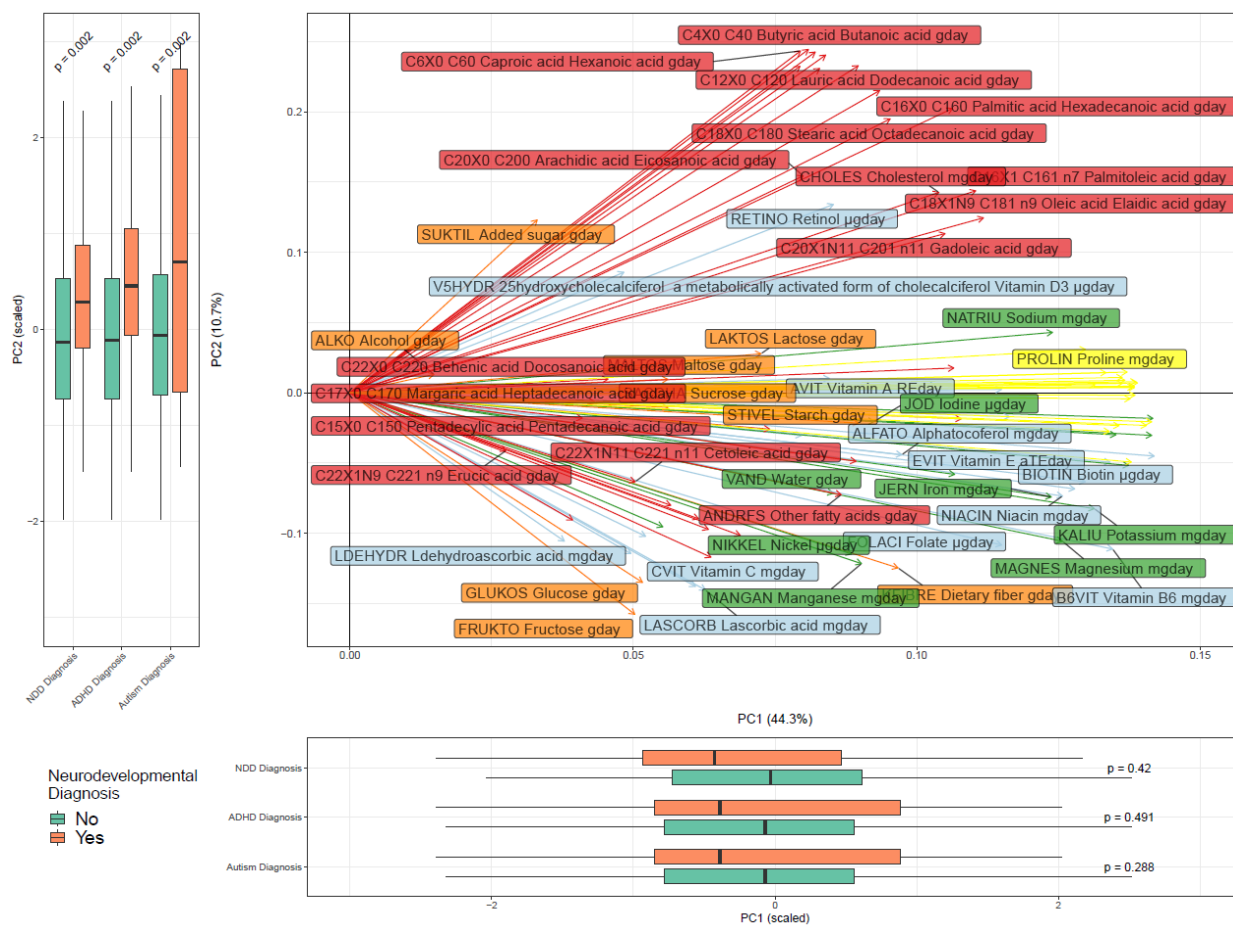 p = 0.002
p = 0.002
p = 0.002
2
0
−2
PC2 (scaled)
NDD Diagnosis
ADHD Diagnosis
Autism Diagnosis
PC2 (10.7%)
0.2
0.1
0.0
−0.1
C4X0 C40 Butyric acid Butanoic acid gday
C6X0 C60 Caproic acid Hexanoic acid gday
C12X0 C120 Lauric acid Dodecanoic acid gday
C16X0 C160 Palmitic acid Hexadecanoic acid gday
C18X0 C180 Stearic acid Octadecanoic acid gday
C20X0 C200 Arachidic acid Eicosanoic acid gday
CHOLES Cholesterol mgday
C161 n7 Palmitoleic acid gday
C18X1N9 C181 n9 Oleic acid Elaidic acid gday
RETINO Retinol µgday
SUKTIL Added sugar gday
C20X1N11 C201 n11 Gadoleic acid gday
V5HYDR 25hydroxycholecalciferol a metabolically activated form of cholecalciferol Vitamin D3 µgday
NATRIU Sodium mgday
ALKO Alcohol gday
LAKTOS Lactose gday
PROLIN Proline mgday
C22X0 C220 Behenic acid Docosanoic acid gday
Maltose gday
C17X0 C170 Margaric acid Heptadecanoic acid gday
Sucrose gday
AVIT Vitamin A REday
JOD Iodine µgday
STIVEL Starch gday
C15X0 C150 Pentadecylic acid Pentadecanoic acid gday
ALFATO Alphatocoferol mgday
C22X1N11 C221 n11 Cetoleic acid gday
EVIT Vitamin E aTEday
C22X1N9 C221 n9 Erucic acid gday
VAND Water gday
BIOTIN Biotin µgday
JERN Iron mgday
ANDRFS Other fatty acids gday
NIACIN Niacin mgday
KALIU Potassium mgday
NIKKEL Nickel µgday
Folate µgday
LDEHYDR Ldehydroascorbic acid mgday
CVIT Vitamin C mgday
MAGNES Magnesium mgday
GLUKOS Glucose gday
MANGAN Manganese mgday
Dietary fiber gday
B6VIT Vitamin B6 mgday
FRUKTO Fructose gday
LASCORB Lascorbic acid mgday
0.00
0.05
0.10
0.15
PC1 (44.3%)
Neurodevelopmental
Diagnosis
No
Yes
NDD Diagnosis
p = 0.42
ADHD Diagnosis
p = 0.491
Autism Diagnosis
p = 0.288
−2
0
2
PC1 (scaled)